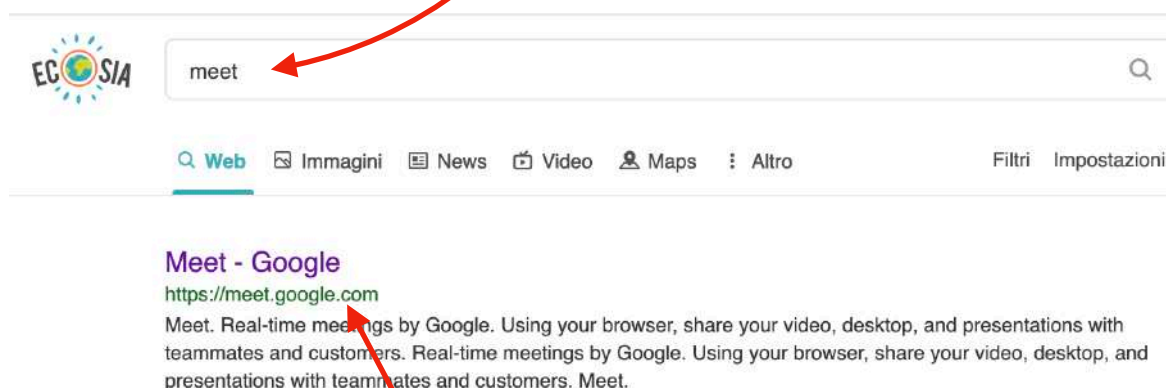 ECOSIA
meet
Web Immagini News Video Maps Altro Filtri Impostazioni
Meet - Google
https://meet.google.com
Meet. Real-time meetings by Google. Using your browser, share your video, desktop, and presentations with
teammates and customers. Real-time meetings by Google. Using your browser, share your video, desktop, and
presentations with teammates and customers. Meet.